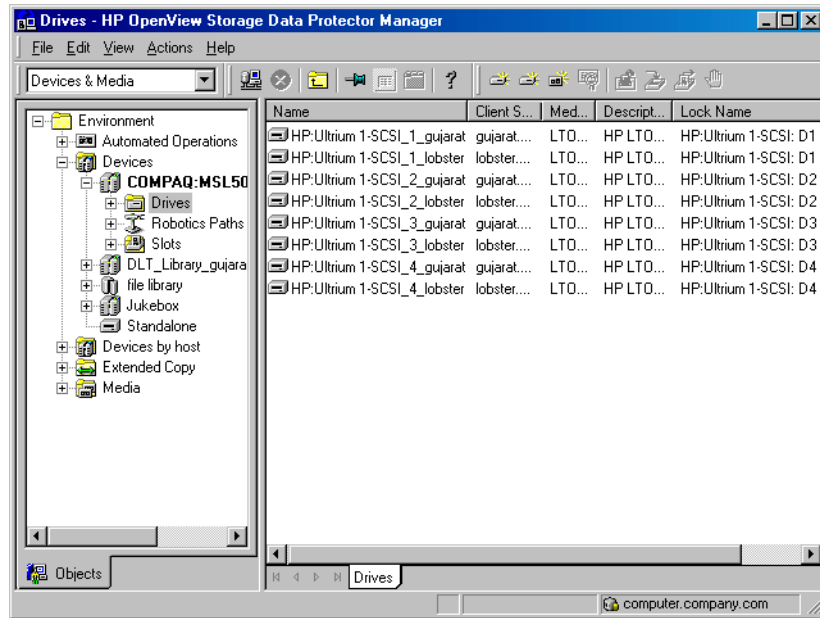 Drives - HP OpenView Storage Data Protector Manager
File Edit View Actions Help
Devices & Media
Environment
Automated Operations
Devices
COMPAQ:MSL50
Drives
Robotics Paths
Slots
DLT_Library_gujara
file library
Jukebox
Standalone
Devices by host
Extended Copy
Media
Objects
Name Client S... Med... Descript... Lock Name
HP:Ultrium 1-SCSI_1_gujarat gujarat.... LTO... HP LTO... HP:Ultrium 1-SCSI: D1
HP:Ultrium 1-SCSI_1_lobster lobster.... LTO... HP LTO... HP:Ultrium 1-SCSI: D1
HP:Ultrium 1-SCSI_2_gujarat gujarat.... LTO... HP LTO... HP:Ultrium 1-SCSI: D2
HP:Ultrium 1-SCSI_2_lobster lobster.... LTO... HP LTO... HP:Ultrium 1-SCSI: D2
HP:Ultrium 1-SCSI_3_gujarat gujarat.... LTO... HP LTO... HP:Ultrium 1-SCSI: D3
HP:Ultrium 1-SCSI_3_lobster lobster.... LTO... HP LTO... HP:Ultrium 1-SCSI: D3
HP:Ultrium 1-SCSI_4_gujarat gujarat.... LTO... HP LTO... HP:Ultrium 1-SCSI: D4
HP:Ultrium 1-SCSI_4_lobster lobster.... LTO... HP LTO... HP:Ultrium 1-SCSI: D4
Drives
computer.company.com